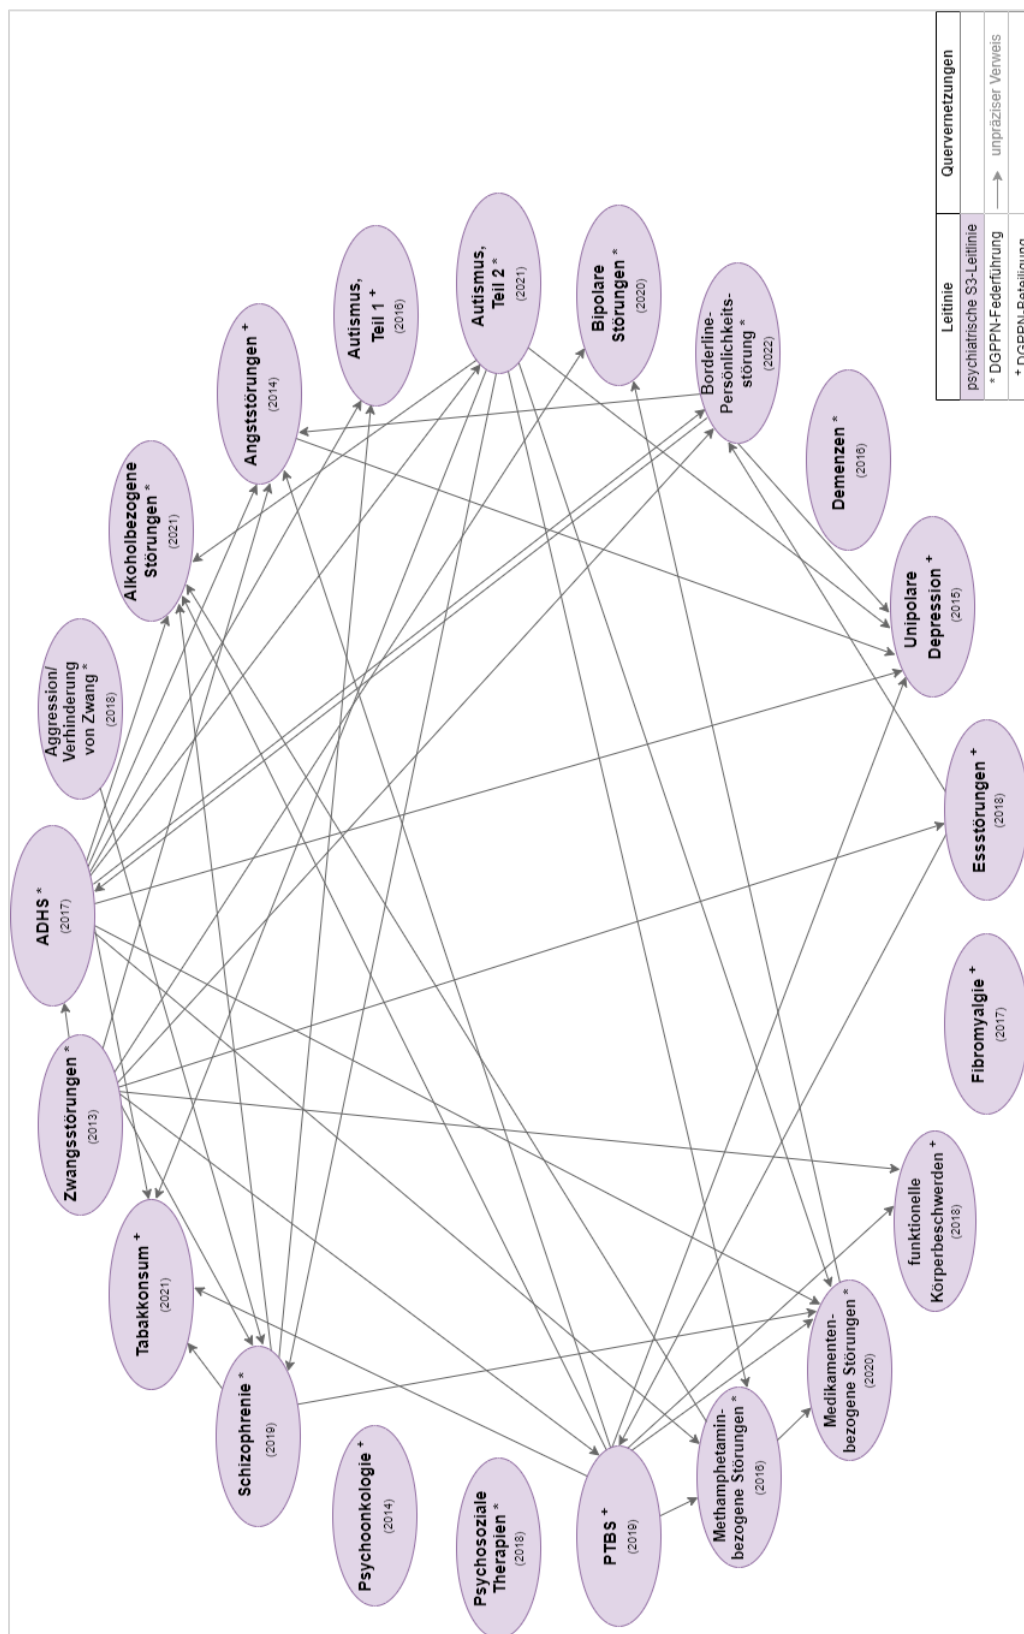 ADHS *
(2017)
Aggression/
Verhinderung
von Zwang *
(2018)
Alkoholbezogene
Störungen *
(2021)
Angststörungen +
(2014)
Autismus,
Teil 1 +
(2016)
Autismus,
Teil 2 *
(2021)
Bipolare
Störungen *
(2020)
Borderline-
Persönlichkeits-
störung *
(2022)
Demenzen *
(2016)
Unipolare
Depression +
(2015)
Essstörungen +
(2018)
Fibromyalgie +
(2017)
funktionelle
Körperbeschwerden +
(2018)
Medikamenten-
bezogene Störungen *
(2020)
Methamphetamin-
bezogene Störungen *
(2016)
PTBS +
(2019)
Psychosoziale
Therapien *
(2018)
Psychoonkologie +
(2014)
Schizophrenie *
(2019)
Tabakkonsum +
(2021)
Zwangsstörungen *
(2013)
Leitinie Quervernetzungen
psychiatrische S3-Leitlinie
* DGPPN-Federführung unpräziser Verweis
+ DGPPN-Beteiligung